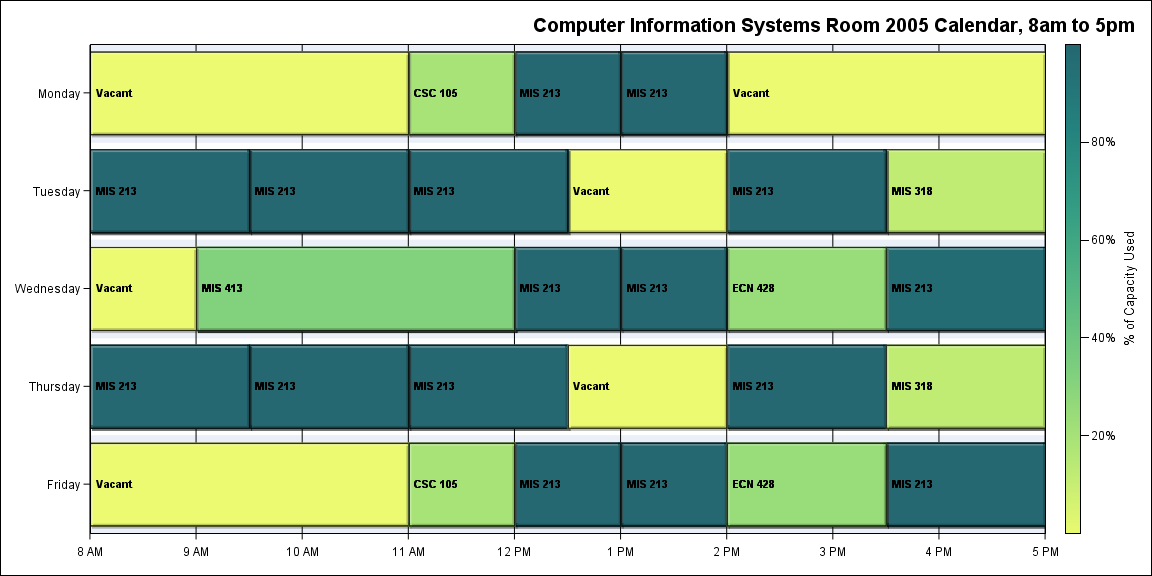 Computer Information Systems Room 2005 Calendar, 8am to 5pm
Monday
Vacant
CSC 105
MIS 213
MIS 213
Vacant
Tuesday
MIS 213
MIS 213
MIS 213
Vacant
MIS 213
MIS 318
Wednesday
Vacant
MIS 413
MIS 213
MIS 213
ECN 428
MIS 213
Thursday
MIS 213
MIS 213
MIS 213
Vacant
MIS 213
MIS 318
Friday
Vacant
CSC 105
MIS 213
MIS 213
ECN 428
MIS 213
8 AM
9 AM
10 AM
11 AM
12 PM
1 PM
2 PM
3 PM
4 PM
5 PM
80%
60%
40%
20%
% of Capacity Used